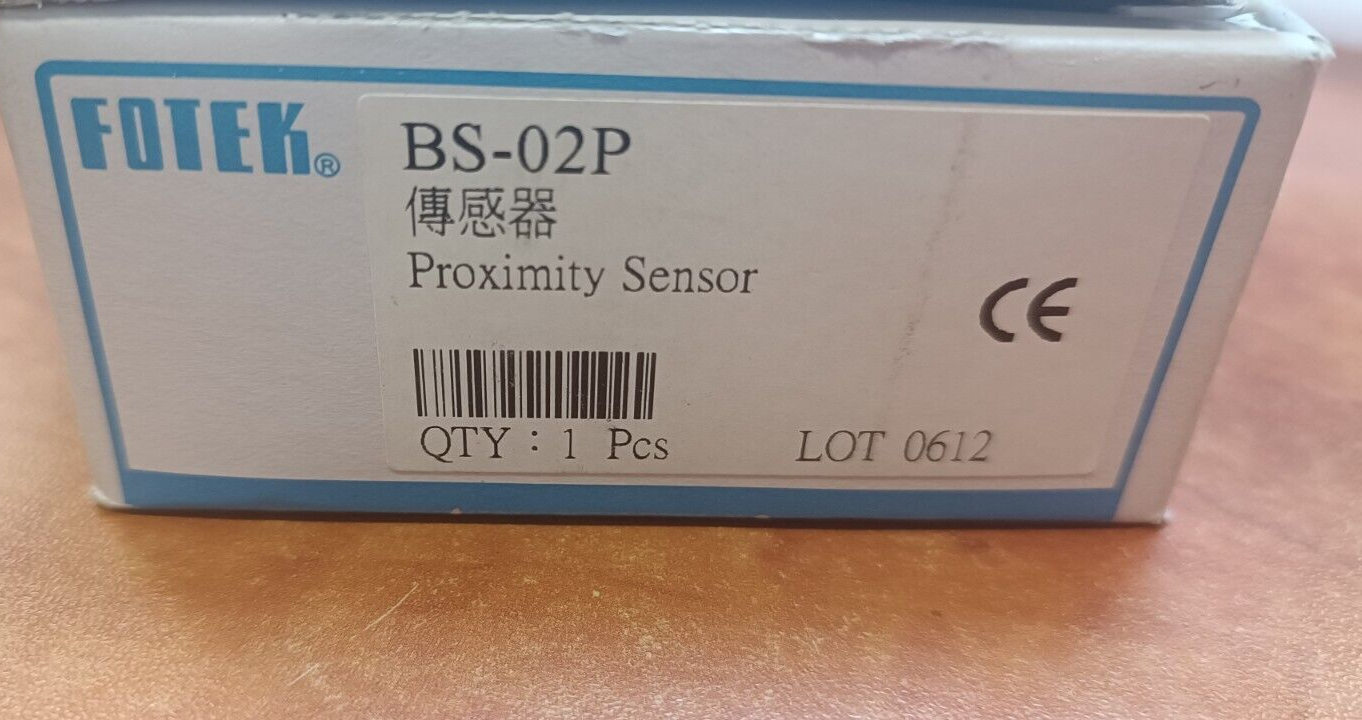 FOTEK®
BS-02P
傳感器
Proximity Sensor
CE
QTY : 1 Pcs
LOT 0612